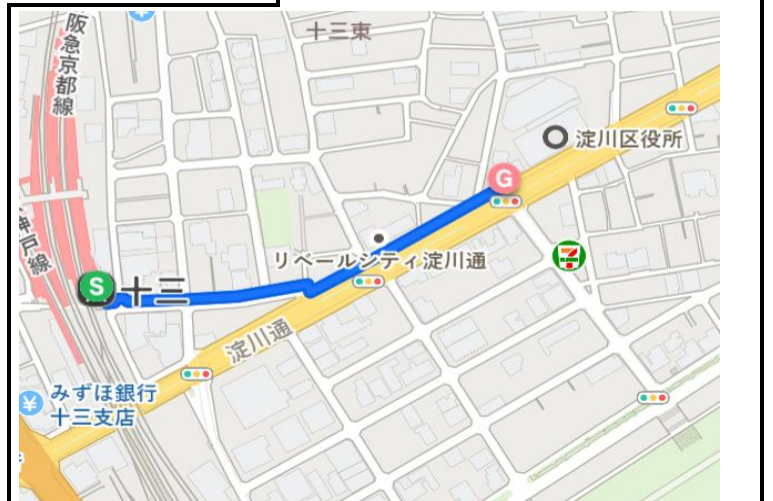 十三東
阪急京都線
淀川区役所
G
神戸線
リベールシティ淀川通
S
十三
淀川通
みずほ銀行
十三支店